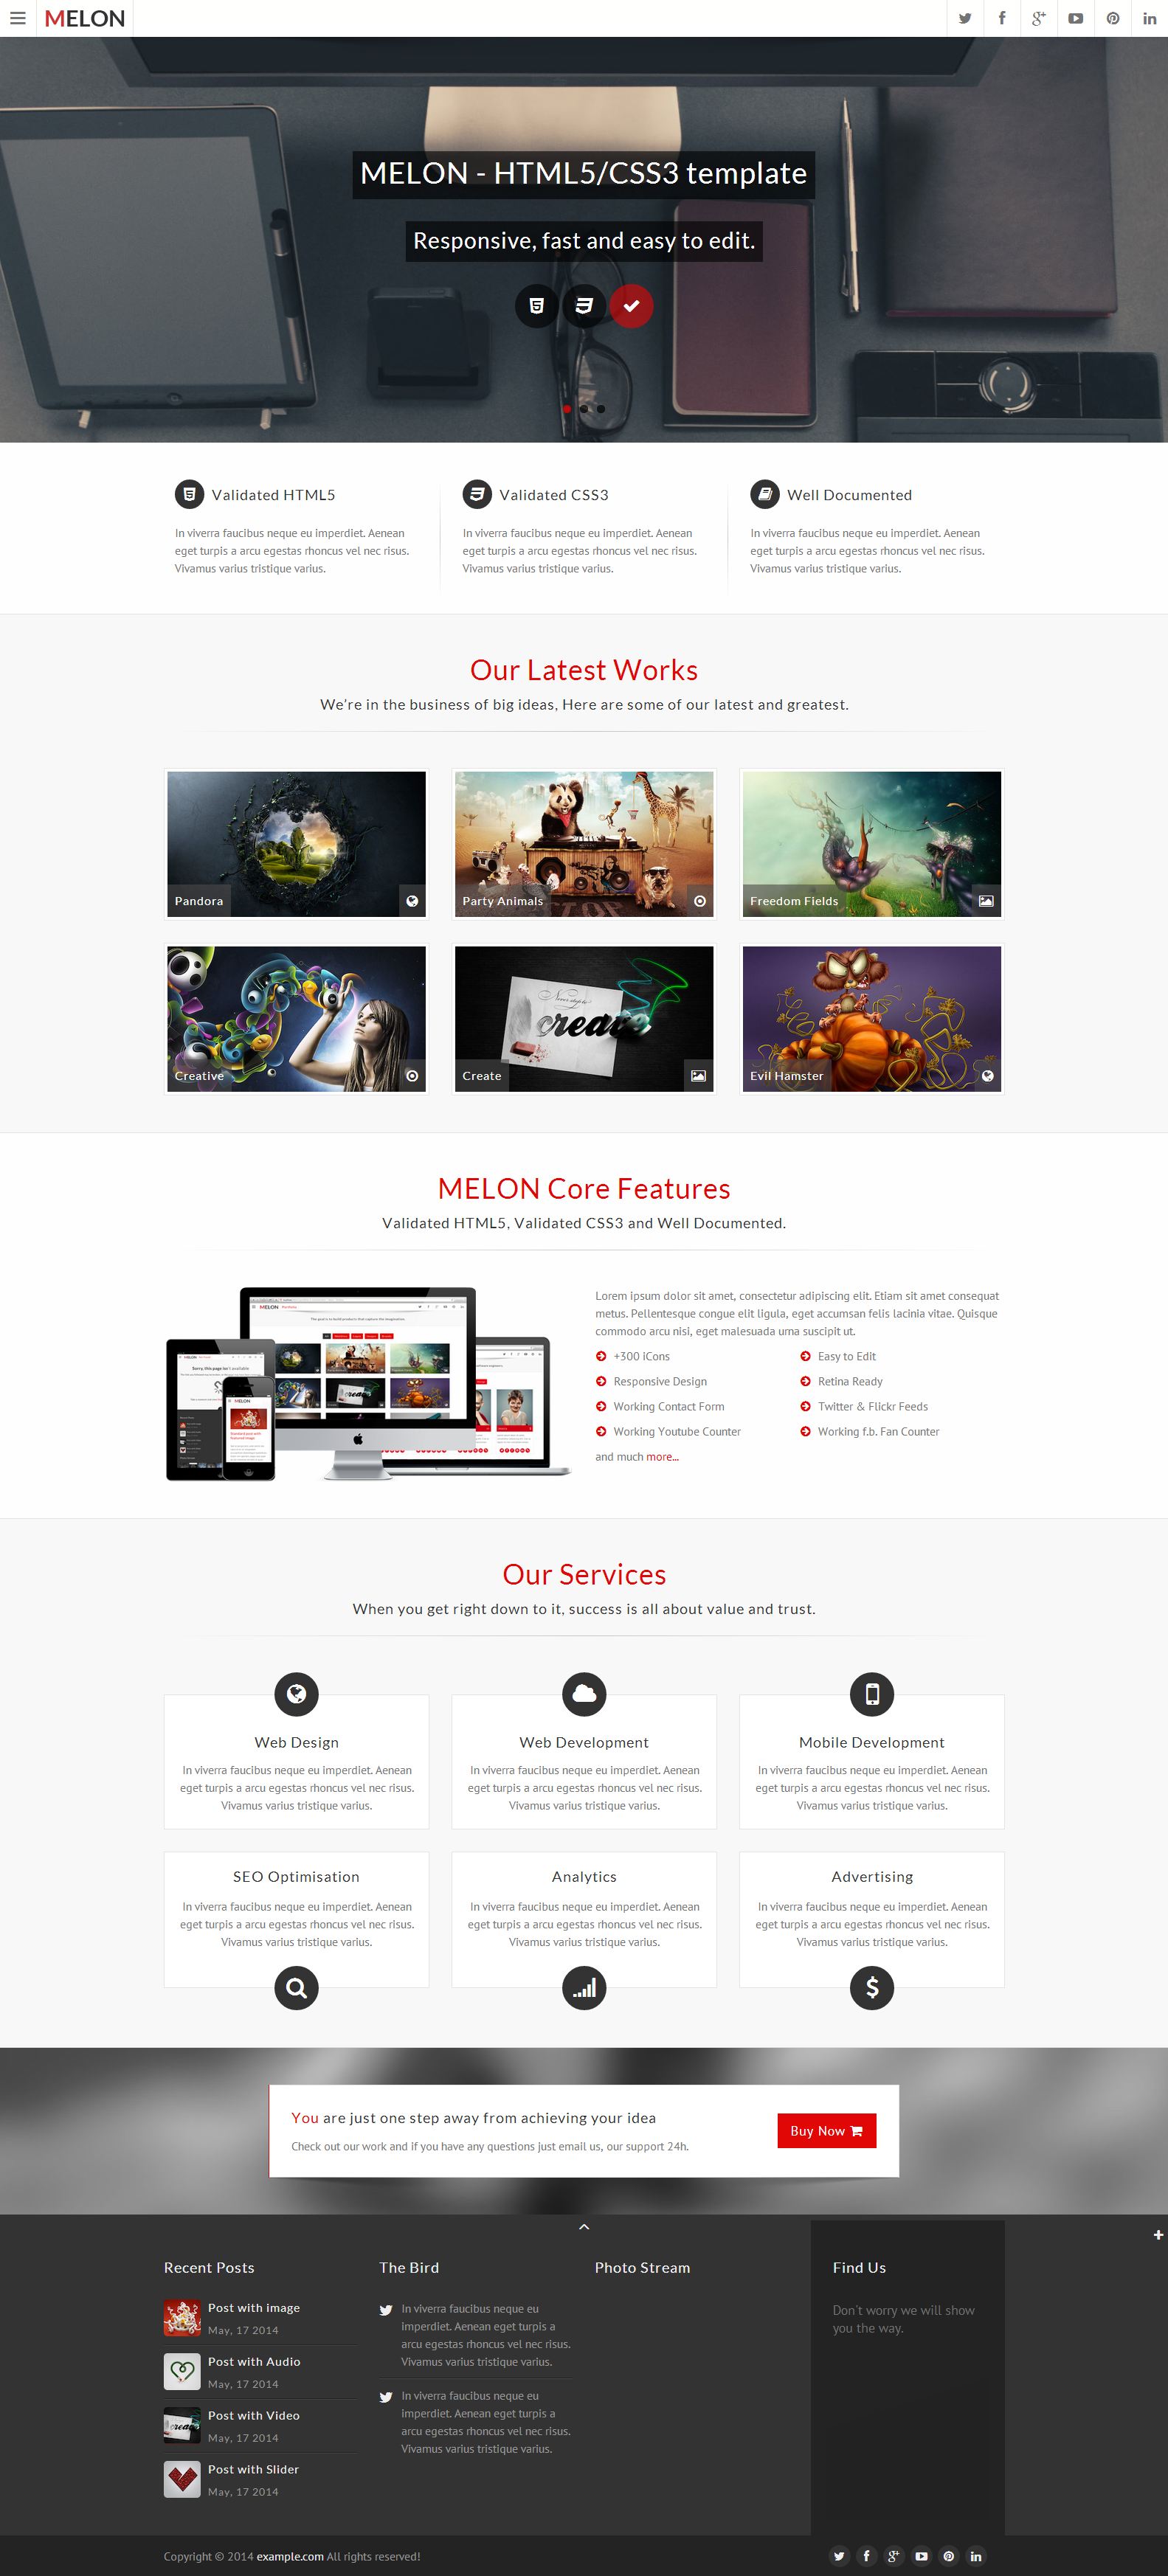 MELON
MELON - HTML5/CSS3 template
Responsive, fast and easy to edit.
Validated HTML5
In viverra faucibus neque eu imperdiet. Aenean
eget turpis a arcu egestas rhoncus vel nec risus.
Vivamus varius tristique varius.
Validated CSS3
In viverra faucibus neque eu imperdiet. Aenean
eget turpis a arcu egestas rhoncus vel nec risus.
Vivamus varius tristique varius.
Well Documented
In viverra faucibus neque eu imperdiet. Aenean
eget turpis a arcu egestas rhoncus vel nec risus.
Vivamus varius tristique varius.
Our Latest Works
We're in the business of big ideas, Here are some of our latest and greatest.
Pandora
Party Animals
Freedom Fields
Creative
create
Create
Evil Hamster
MELON Core Features
Validated HTML5, Validated CSS3 and Well Documented.
Lorem ipsum dolor sit amet, consectetur adipiscing elit. Etiam sit amet consequat
metus. Pellentesque congue elit ligula, eget accumsan felis lacinia vitae. Quisque
commodo arcu nisi, eget malesuada urna suscipit ut.
+300 iCons
Easy to Edit
Responsive Design
Retina Ready
Working Contact Form
Twitter & Flickr Feeds
Working Youtube Counter
Working f.b. Fan Counter
and much more...
Our Services
When you get right down to it, success is all about value and trust.
Web Design
In viverra faucibus neque eu imperdiet. Aenean
eget turpis a arcu egestas rhoncus vel nec risus.
Vivamus varius tristique varius.
Web Development
In viverra faucibus neque eu imperdiet. Aenean
eget turpis a arcu egestas rhoncus vel nec risus.
Vivamus varius tristique varius.
Mobile Development
In viverra faucibus neque eu imperdiet. Aenean
eget turpis a arcu egestas rhoncus vel nec risus.
Vivamus varius tristique varius.
SEO Optimisation
In viverra faucibus neque eu imperdiet. Aenean
eget turpis a arcu egestas rhoncus vel nec risus.
Vivamus varius tristique varius.
Analytics
In viverra faucibus neque eu imperdiet. Aenean
eget turpis a arcu egestas rhoncus vel nec risus.
Vivamus varius tristique varius.
Advertising
In viverra faucibus neque eu imperdiet. Aenean
eget turpis a arcu egestas rhoncus vel nec risus.
Vivamus varius tristique varius.
You are just one step away from achieving your idea
Check out our work and if you have any questions just email us, our support 24h.
Buy Now
Recent Posts
Post with image
May, 17 2014
Post with Audio
May, 17 2014
Post with Video
May, 17 2014
Post with Slider
May, 17 2014
The Bird
In viverra faucibus neque eu
imperdiet. Aenean eget turpis a
arcu egestas rhoncus vel nec risus.
Vivamus varius tristique varius.
In viverra faucibus neque eu
imperdiet. Aenean eget turpis a
arcu egestas rhoncus vel nec risus.
Vivamus varius tristique varius.
Photo Stream
Find Us
Don't worry we will show
you the way.
Copyright © 2014 example.com All rights reserved!